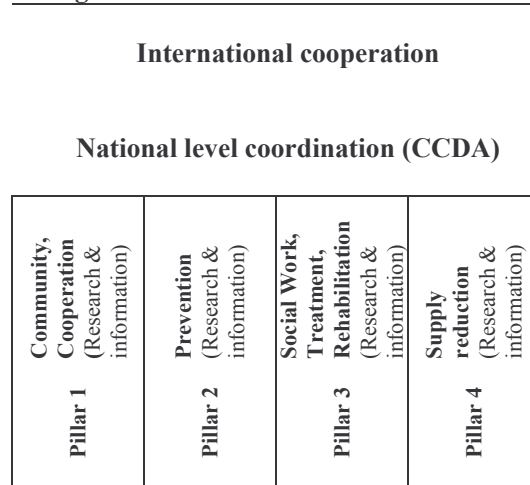 International cooperation
National level coordination (CCDA)
Pillar 1
Community,
Cooperation
(Research &
information)
Pillar 2
Prevention
(Research &
information)
Pillar 3
Social Work,
Treatment,
Rehabilitation
(Research &
information)
Pillar 4
Supply
reduction
(Research &
information)